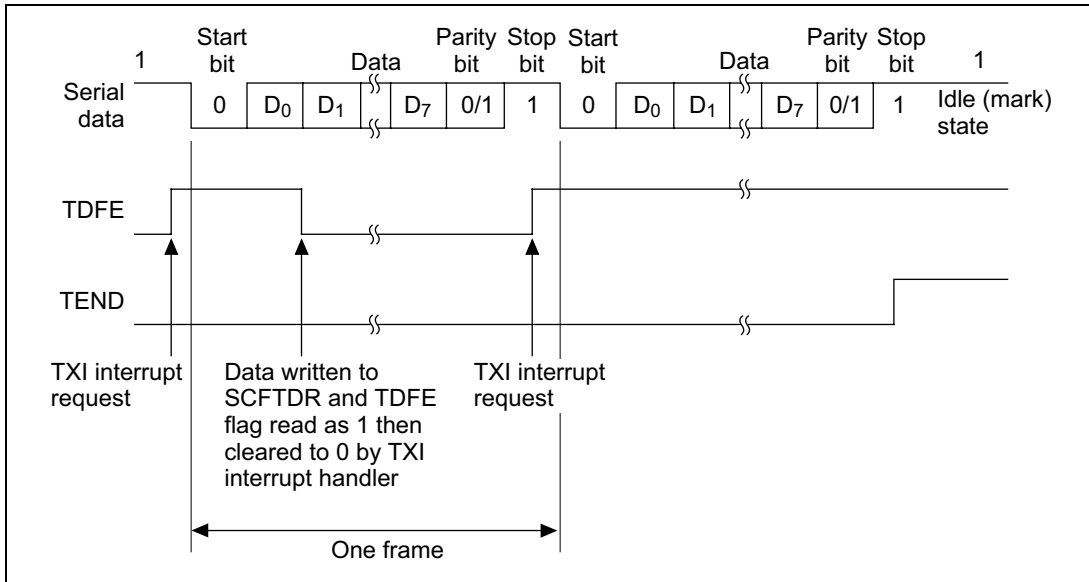 Start bit Data Parity bit Stop bit Start bit Data Parity bit Stop bit
1 1
Serial data 0 D₀ D₁ D₇ 0/1 1 0 D₀ D₁ D₇ 0/1 1 Idle (mark) state
TDFE
TEND
TXI interrupt
request
Data written to
SCFTDR and TDFE
flag read as 1 then
cleared to 0 by TXI
interrupt handler
TXI interrupt
request
One frame